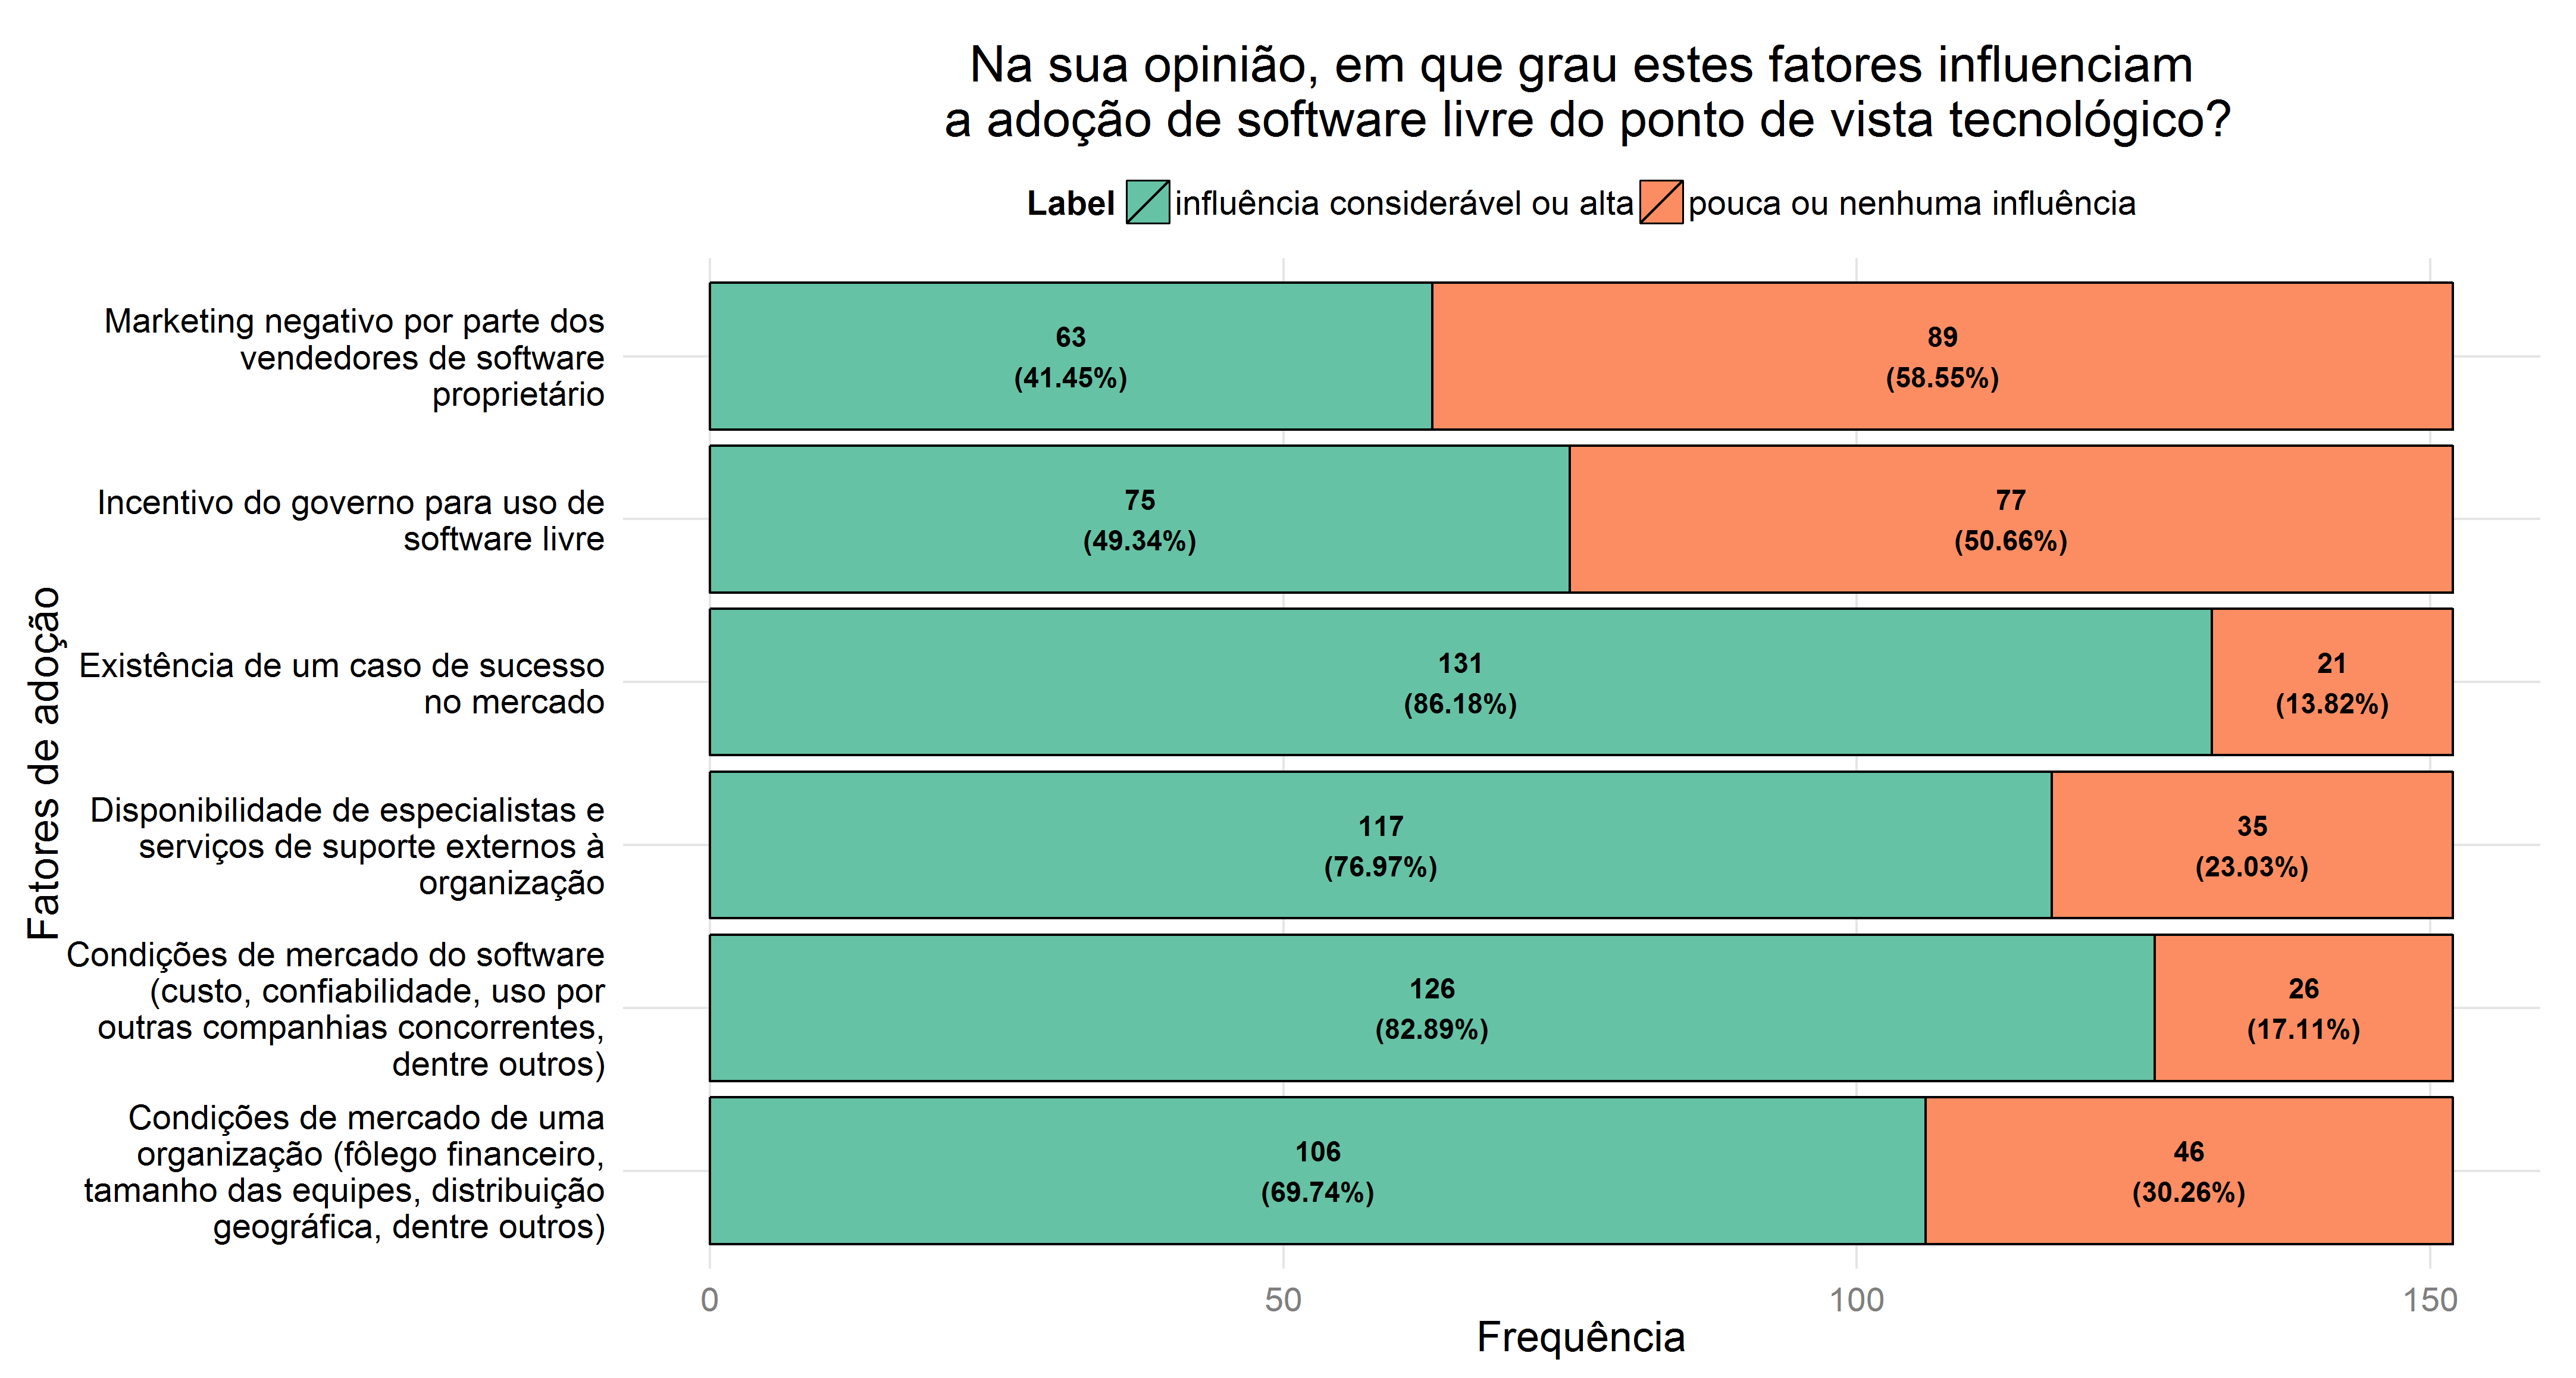 Na sua opinião, em que grau estes fatores influenciam
a adoção de software livre do ponto de vista tecnológico?
Label influência considerável ou alta pouca ou nenhuma influência
Fatores de adoção
Marketing negativo por parte dos
vendedores de software
proprietário
63
(41.45%)
89
(58.55%)
Incentivo do governo para uso de
software livre
75
(49.34%)
77
(50.66%)
Existência de um caso de sucesso
no mercado
131
(86.18%)
21
(13.82%)
Disponibilidade de especialistas e
serviços de suporte externos à
organização
117
(76.97%)
35
(23.03%)
Condições de mercado do software
(custo, confiabilidade, uso por
outras companhias concorrentes,
dentre outros)
126
(82.89%)
26
(17.11%)
Condições de mercado de uma
organização (fôlego financeiro,
tamanho das equipes, distribuição
geográfica, dentre outros)
106
(69.74%)
46
(30.26%)
0 50 100 150
Frequência